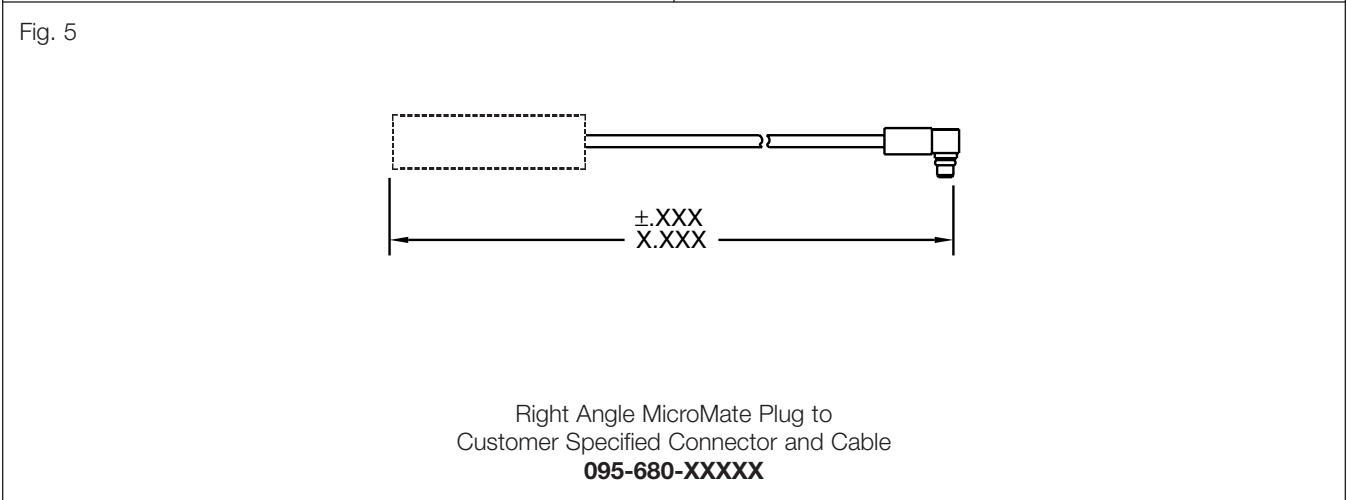 Fig. 5
±.XXX
X.XXX
Right Angle MicroMate Plug to
Customer Specified Connector and Cable
095-680-XXXXX